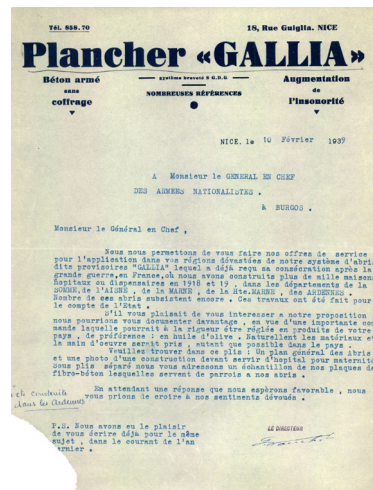 Tél. 858.70
18, Rue Guiglia. NICE
Plancher «GALLIA»
Béton armé
sans
coffrage
système breveté S G.D.G
NOMBREUSES RÉFÉRENCES
Augmentation
de
l'insonorité
NICE, le 10 Février 1939
A Monsieur le GENERAL EN CHEF
DES ARMEES NATIONALISTES .
à BURGOS .
Monsieur le Général en Chef ,
Nous nous permettons de vous faire nos offres de service
pour l'application dans vos régions dévastées de notre système d'abris
dits provisoires "GALLIA" lequel a déjà reçu sa consécration après la
grande guerre, en France, où nous avons construits plus de mille maisons
hôpitaux ou dispensaires en 1918 et 19 , dans les départements de la
SOMME, de l'AISNE , de la MARNE , de la Hte.MARNE , des ARDENNES .
Nombre de ces abris subsistent encore . Ces travaux ont été fait pour
le compte de l'Etat .
S'il vous plaisait de vous interesser a notre proposition
nous pourrions vous documenter davantage , en vue d'une importante com
mande laquelle pourrait à la rigueur être réglée en produits de votre
pays , de préférence : en huile d'olive . Naturellement les matériaux et
la main d'oeuvre serait pris , autant que possible dans le pays .
Veuillez trouver dans ce plis : Un plan général des Abris
et une photo d'une construction devant servir d'hopital pour maternité
Sous plis séparé nous vous adressons un échantillon de nos plaques de
fibro-béton lesquelles servent de parrois a nos abris .
En attendant une réponse que nous espèrons favorable , nous
vous prions de croire à nos sentiments dévoués .
construits
dans les Ardennes
P.S. Nous avons eu le plaisir
de vous écrire déjà pour le même
sujet , dans le courant de l'an
dernier .
LE DIRECTEUR